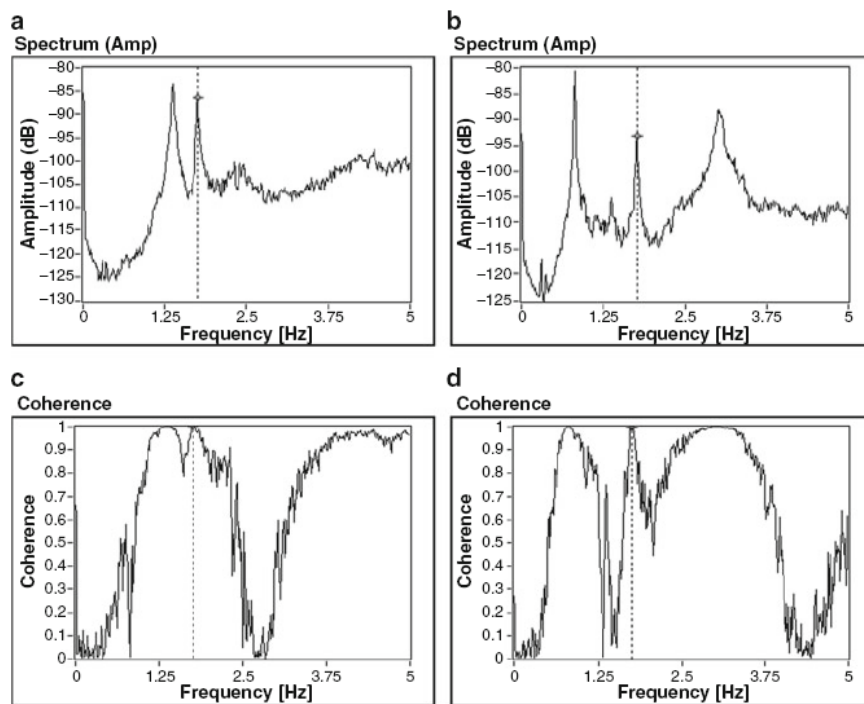 a
Spectrum (Amp)
Amplitude (dB)
−80
−85
−90
−95
−100
−105
−110
−115
−120
−125
−130
0 1.25 2.5 3.75 5
Frequency [Hz]
b
Spectrum (Amp)
Amplitude (dB)
−80
−85
−90
−95
−100
−105
−110
−115
−120
−125
0 1.25 2.5 3.75 5
Frequency [Hz]
c
Coherence
Coherence
1
0.9
0.8
0.7
0.6
0.5
0.4
0.3
0.2
0.1
0
0 1.25 2.5 3.75 5
Frequency [Hz]
d
Coherence
Coherence
1
0.9
0.8
0.7
0.6
0.5
0.4
0.3
0.2
0.1
0
0 1.25 2.5 3.75 5
Frequency [Hz]